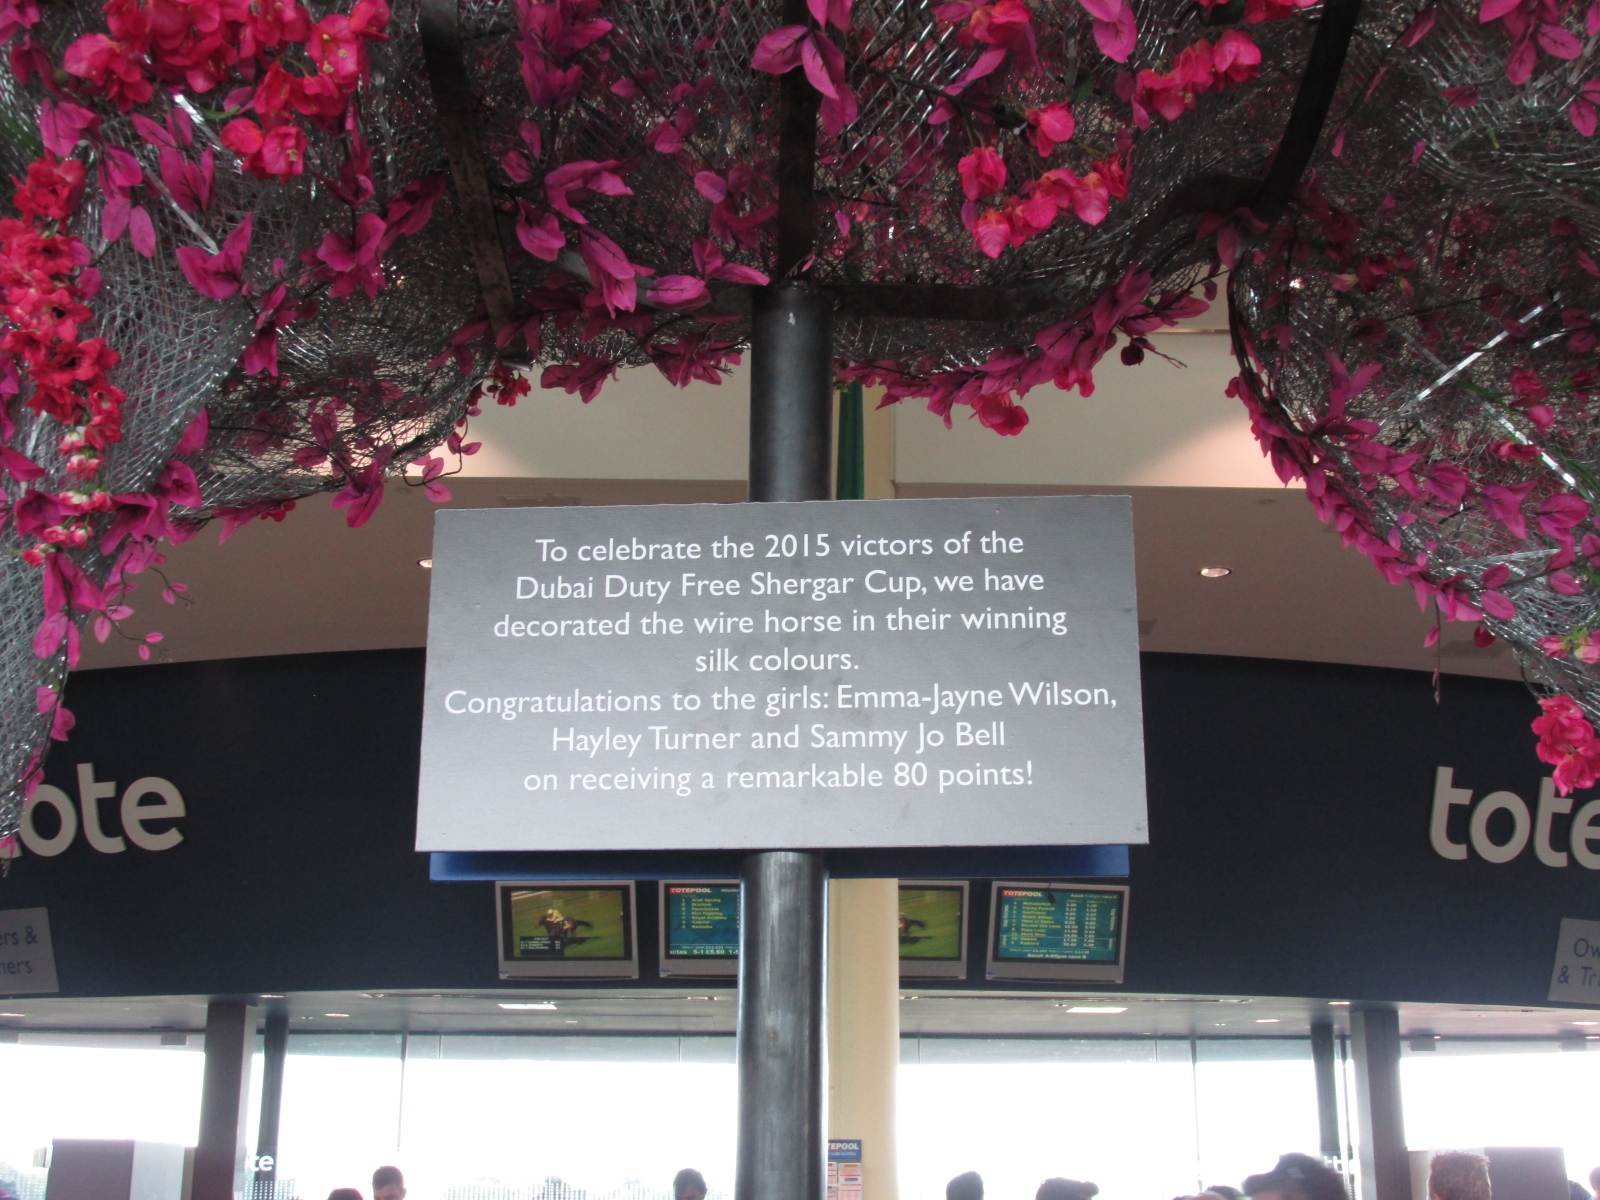 To celebrate the 2015 victors of the
Dubai Duty Free Shergar Cup, we have
decorated the wire horse in their winning
silk colours.
Congratulations to the girls: Emma-Jayne Wilson,
Hayley Turner and Sammy Jo Bell
on receiving a remarkable 80 points!
tote
TOTEPOOL
TOTEPOOL